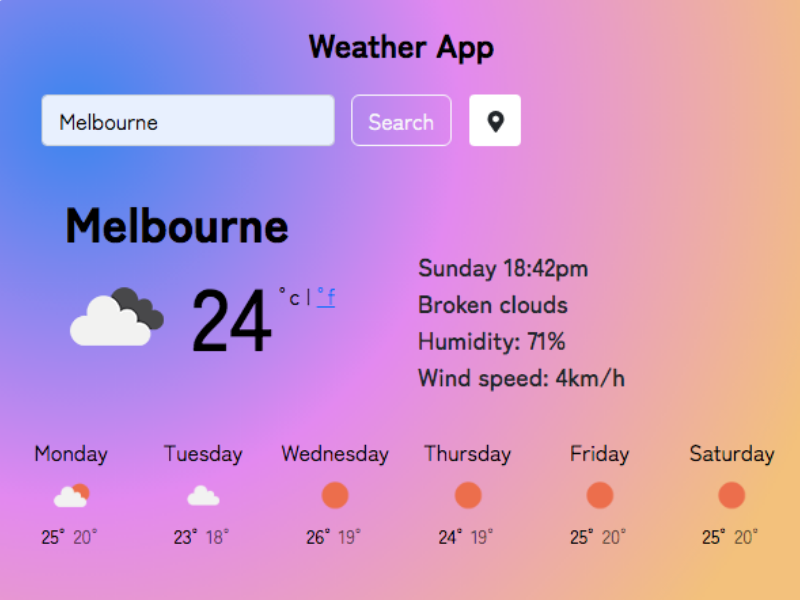 Weather App
Melbourne
Search
Melbourne
24 °c | °f
Sunday 18:42pm
Broken clouds
Humidity: 71%
Wind speed: 4km/h
Monday Tuesday Wednesday Thursday Friday Saturday
25° 20° 23° 18° 26° 19° 24° 19° 25° 20° 25° 20°